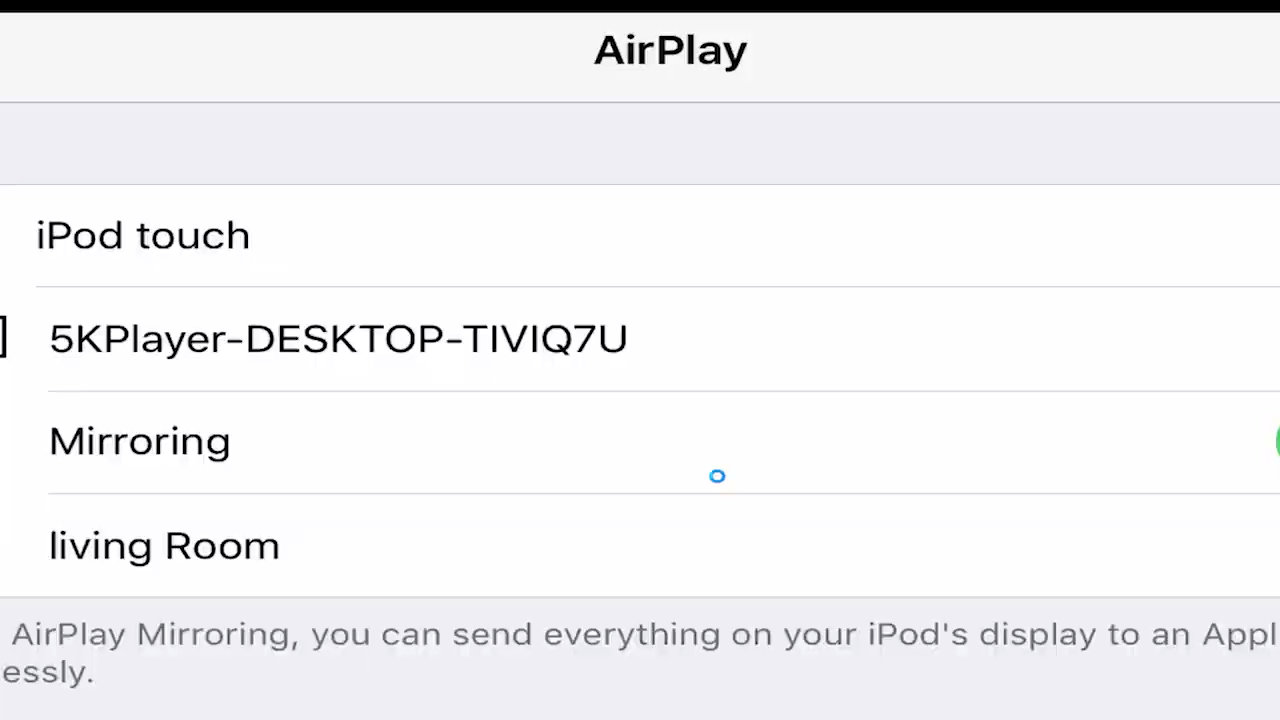 AirPlay
iPod touch
5KPlayer-DESKTOP-TIVIQ7U
Mirroring
living Room
AirPlay Mirroring, you can send everything on your iPod's display to an Appl
essly.